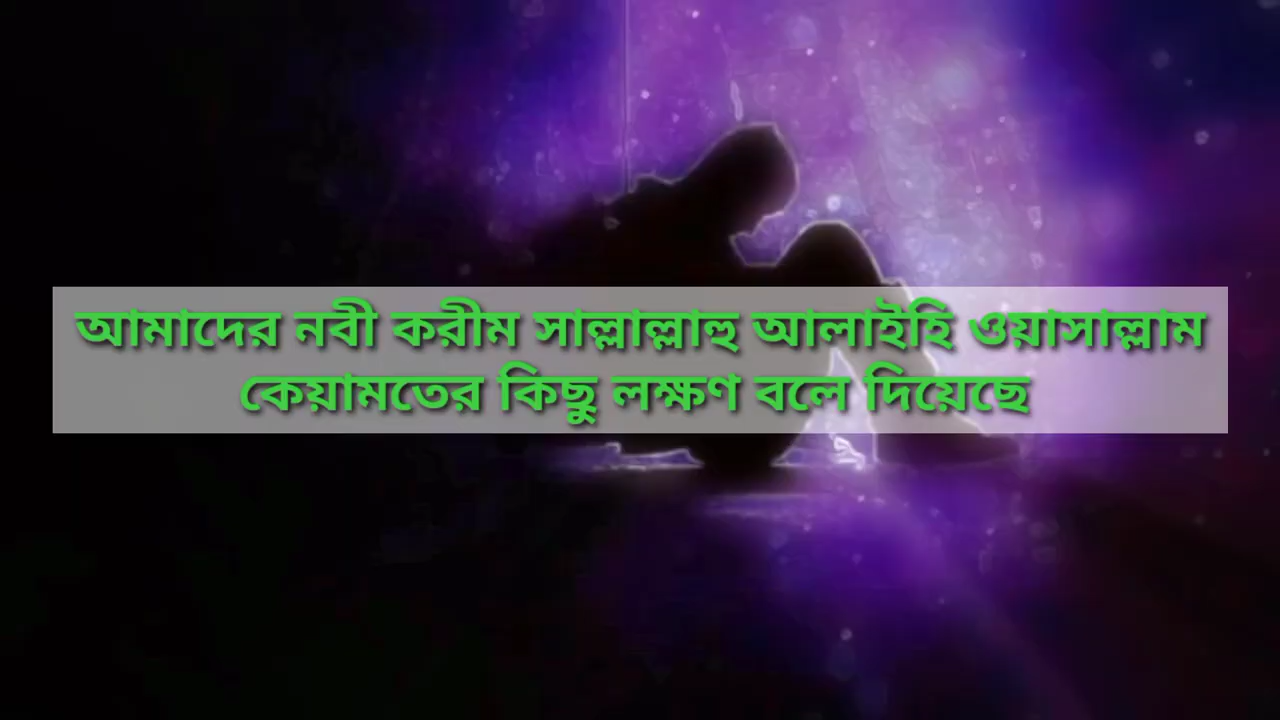 আমাদের নবী করীম সাল্লাল্লাহু আলাইহি ওয়াসাল্লাম
কেয়ামতের কিছু লক্ষণ বলে দিয়েছে